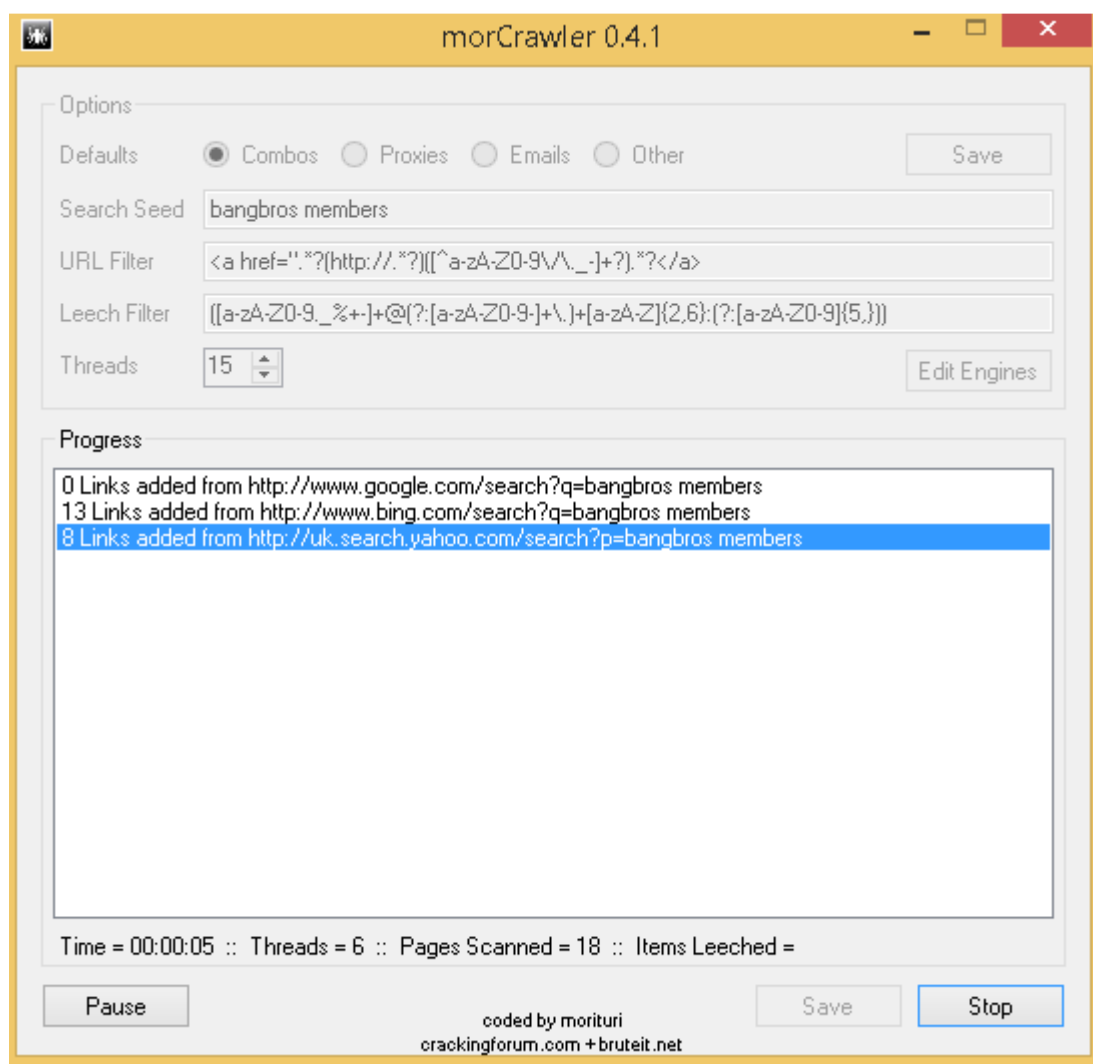 morCrawler 0.4.1
Options
Defaults Combos Proxies Emails Other Save
Search Seed bangbros members
URL Filter <a href=".*?(http://.*?)([^a-zA-Z0-9\/\._-]+?).*?</a>
Leech Filter ([a-zA-Z0-9._%+-]+@(?:[a-zA-Z0-9-]+\.)+[a-zA-Z]{2,6}:(?:[a-zA-Z0-9]{5,}))
Threads 15 Edit Engines
Progress
0 Links added from http://www.google.com/search?q=bangbros members
13 Links added from http://www.bing.com/search?q=bangbros members
8 Links added from http://uk.search.yahoo.com/search?p=bangbros members
Time = 00:00:05 :: Threads = 6 :: Pages Scanned = 18 :: Items Leeched =
Pause Save Stop
coded by morituri
crackingforum.com + bruteit.net